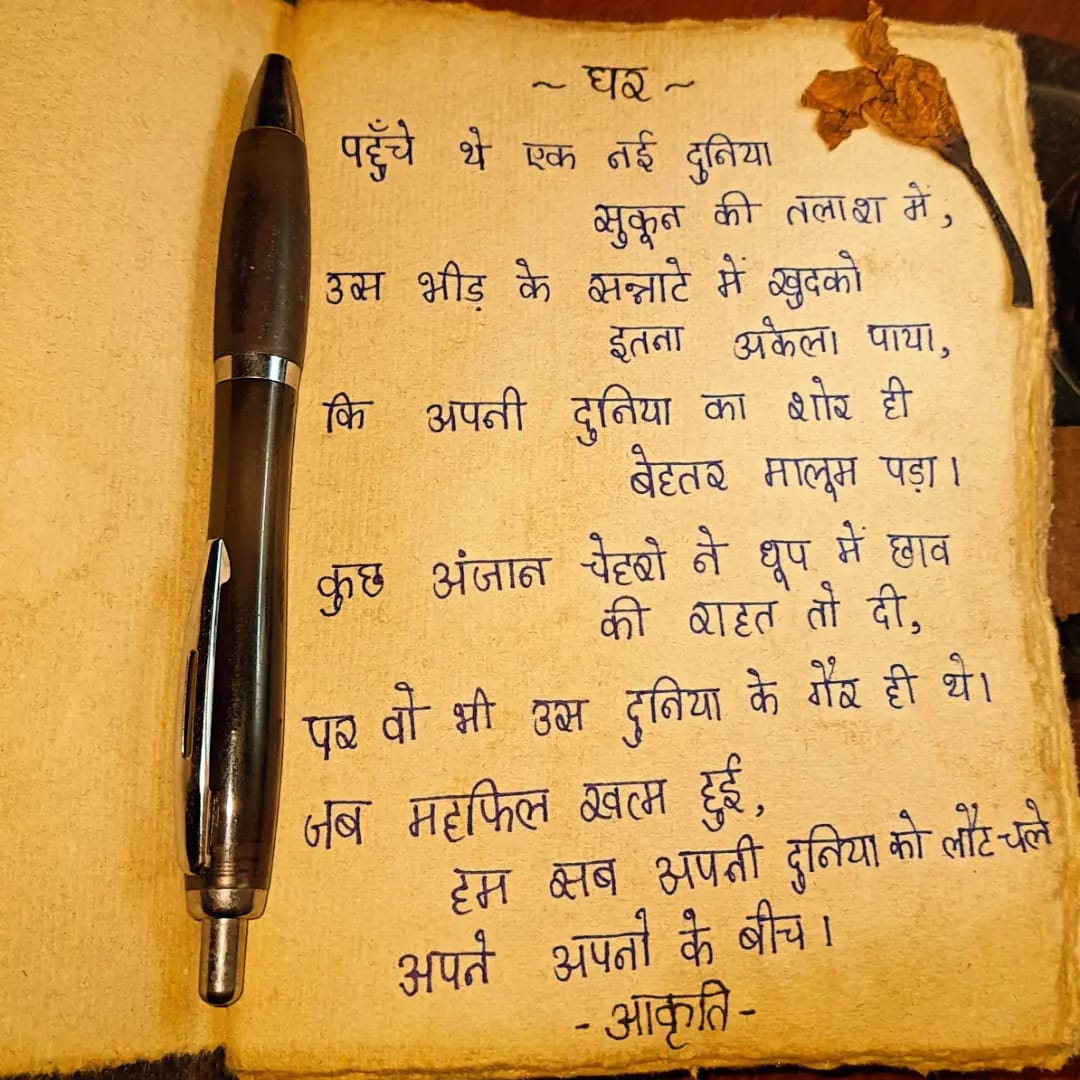 ~ घर ~
पहुँचे थे एक नई दुनिया
सुकून की तलाश में,
उस भीड़ के सन्नाटे में खुदको
इतना अकेला पाया,
कि अपनी दुनिया का शोर ही
बेहतर मालूम पड़ा।
कुछ अंजान चेहरो ने धूप में छाव
की राहत तो दी,
पर वो भी उस दुनिया के गैर ही थे।
जब महफिल खत्म हुई,
हम सब अपनी दुनिया को लौट चले
अपने अपनो के बीच।
- आकृति -